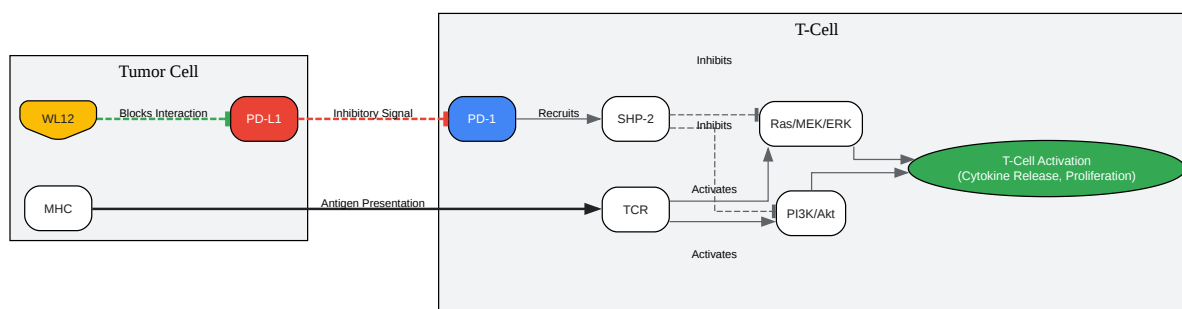 T-Cell
Tumor Cell
Inhibits
WL12
Blocks Interaction
PD-L1
Inhibitory Signal
PD-1
Recruits
SHP-2
Inhibits
Ras/MEK/ERK
T-Cell Activation
(Cytokine Release, Proliferation)
MHC
Antigen Presentation
TCR
Activates
PI3K/Akt
Activates